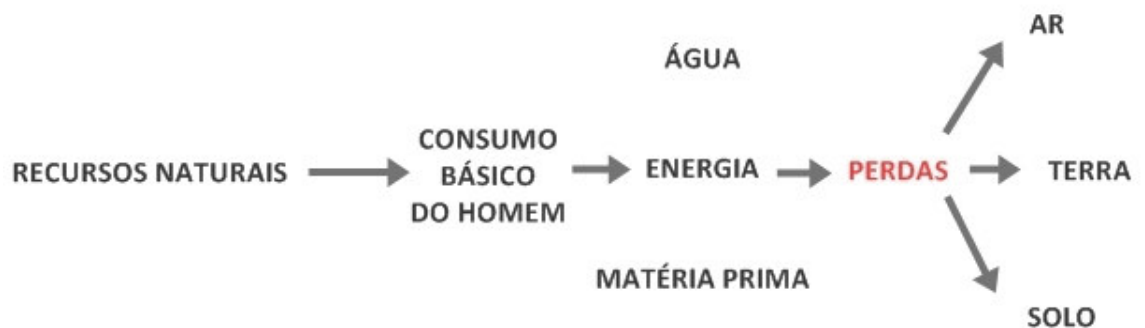 AR
ÁGUA
CONSUMO
BÁSICO
DO HOMEM
RECURSOS NATURAIS
ENERGIA
PERDAS
TERRA
MATÉRIA PRIMA
SOLO